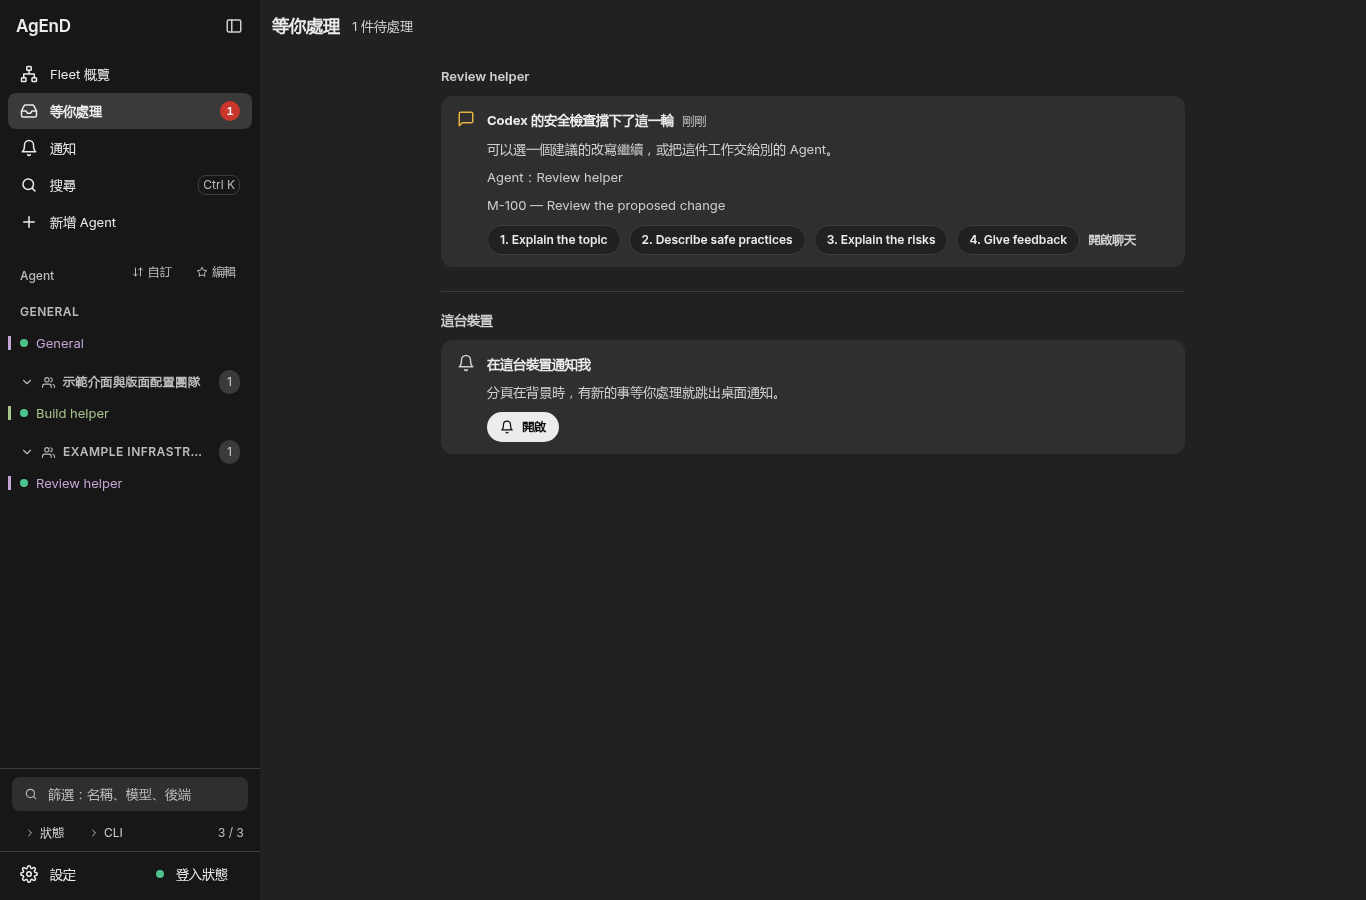 AgEnD
Fleet 概覽
等你處理 1
通知
搜尋 Ctrl K
新增 Agent
Agent 自訂 編輯
GENERAL
General
示範介面與版面配置團隊 1
Build helper
EXAMPLE INFRASTR... 1
Review helper
篩選：名稱、模型、後端
狀態 CLI 3 / 3
設定 登入狀態
等你處理 1 件待處理
Review helper
Codex 的安全檢查擋下了這一輪 剛剛
可以選一個建議的改寫繼續，或把這件工作交給別的 Agent。
Agent：Review helper
M-100 — Review the proposed change
1. Explain the topic 2. Describe safe practices 3. Explain the risks 4. Give feedback 開啟聊天
這台裝置
在這台裝置通知我
分頁在背景時，有新的事等你處理就跳出桌面通知。
開啟